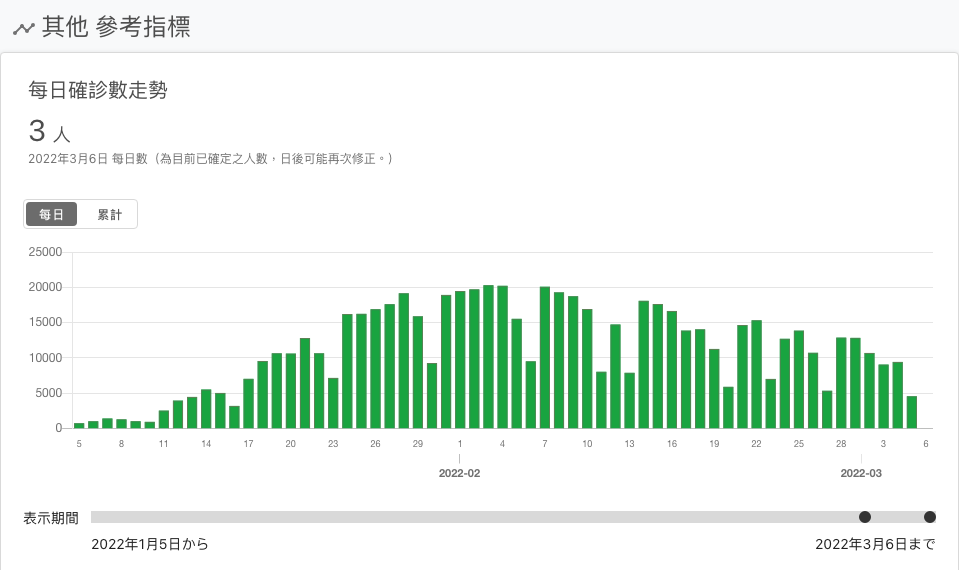 其他 參考指標
每日確診數走勢
3 人
2022年3月6日 每日數（為目前已確定之人數，日後可能再次修正。）
每日 累計
25000
20000
15000
10000
5000
0
5 8 11 14 17 20 23 26 29 1 4 7 10 13 16 19 22 25 28 3 6
2022-02 2022-03
表示期間
2022年1月5日から 2022年3月6日まで